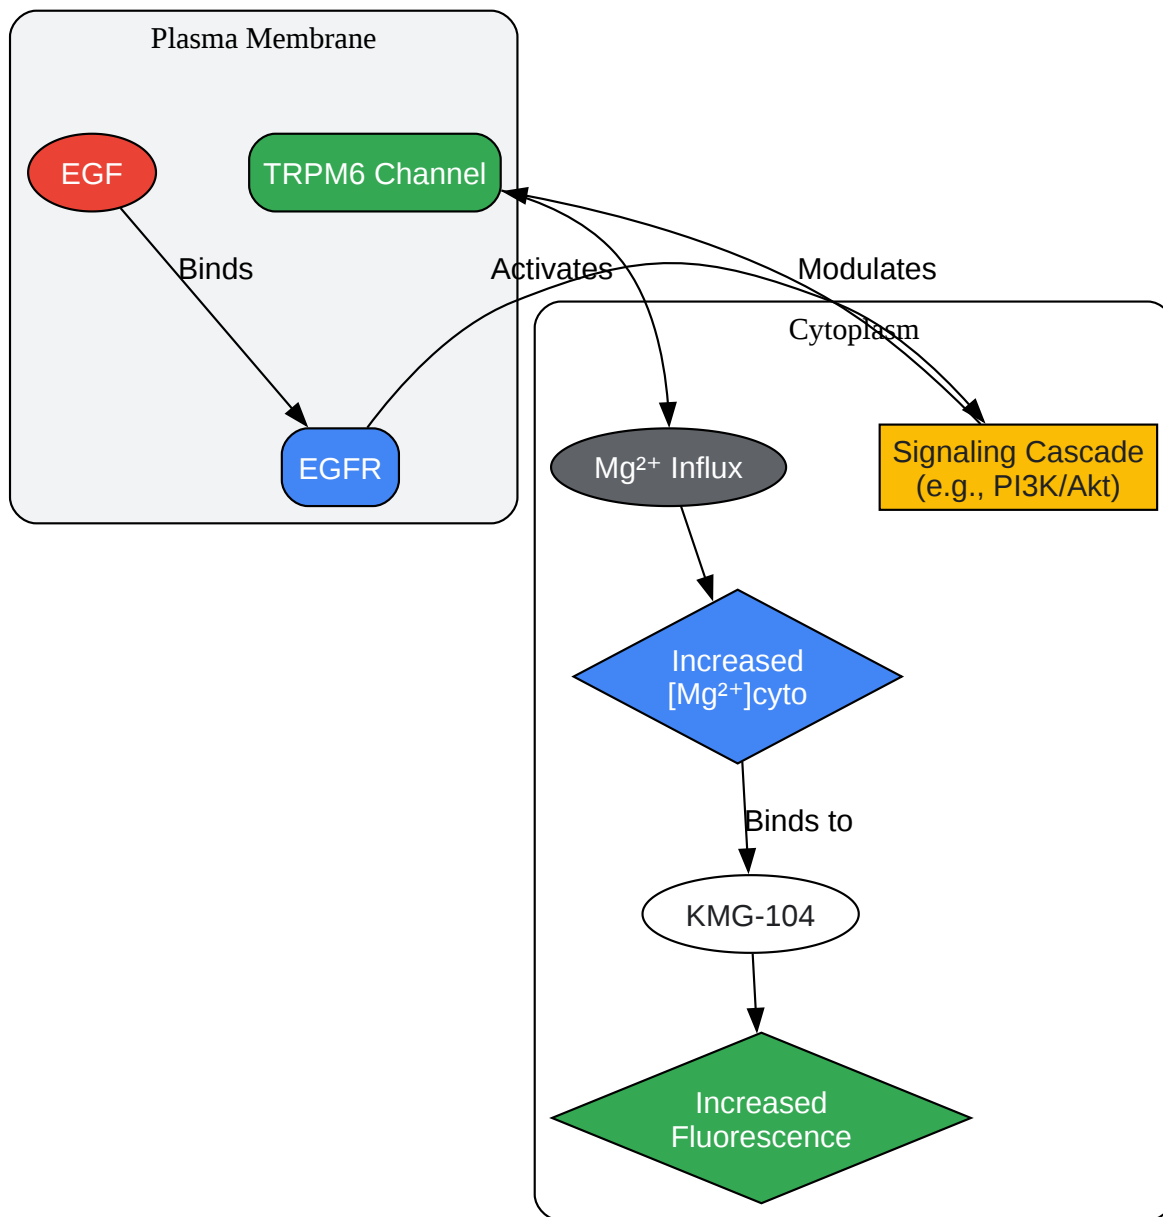 Plasma Membrane
EGF
TRPM6 Channel
Binds
Activates
Modulates
Cytoplasm
EGFR
Mg²⁺ Influx
Signaling Cascade
(e.g., PI3K/Akt)
Increased
[Mg²⁺]cyto
Binds to
KMG-104
Increased
Fluorescence